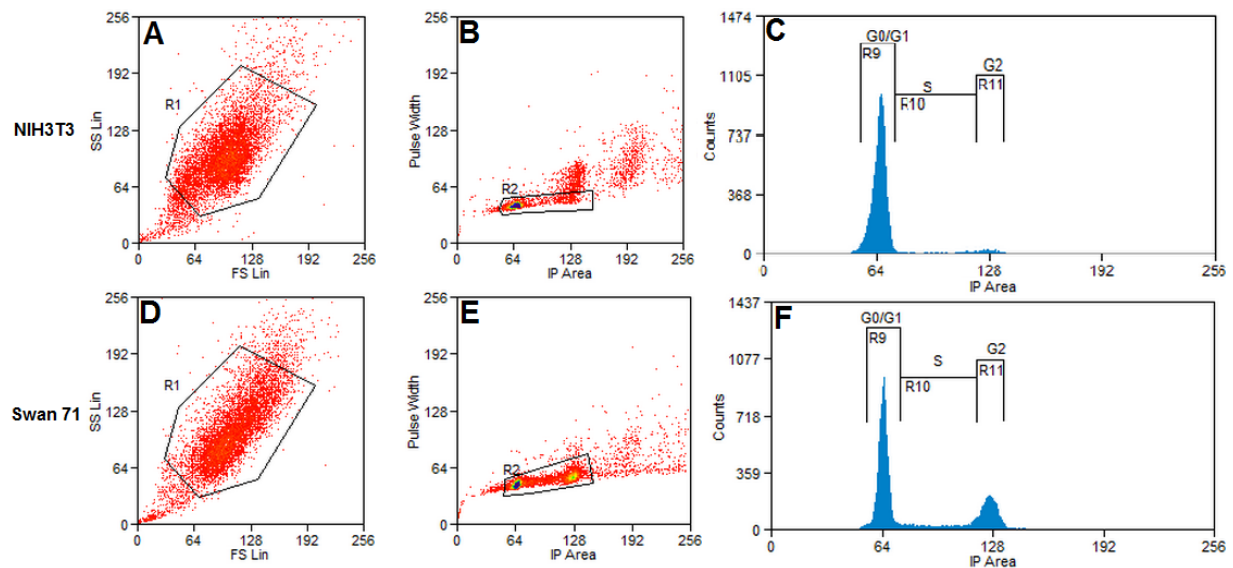 A
256
192
128
64
0
SS Lin
R1
0 64 128 192 256
FS Lin
NIH3T3
B
256
192
128
64
0
Pulse Width
R2
0 64 128 192 256
IP Area
C
1474
1105
737
368
0
Counts
G0/G1
R9
S
R10
G2
R11
0 64 128 192 256
IP Area
D
256
192
128
64
0
SS Lin
R1
0 64 128 192 256
FS Lin
Swan 71
E
256
192
128
64
0
Pulse Width
R2
0 64 128 192 256
IP Area
F
1437
1077
718
359
0
Counts
G0/G1
R9
S
R10
G2
R11
0 64 128 192 256
IP Area